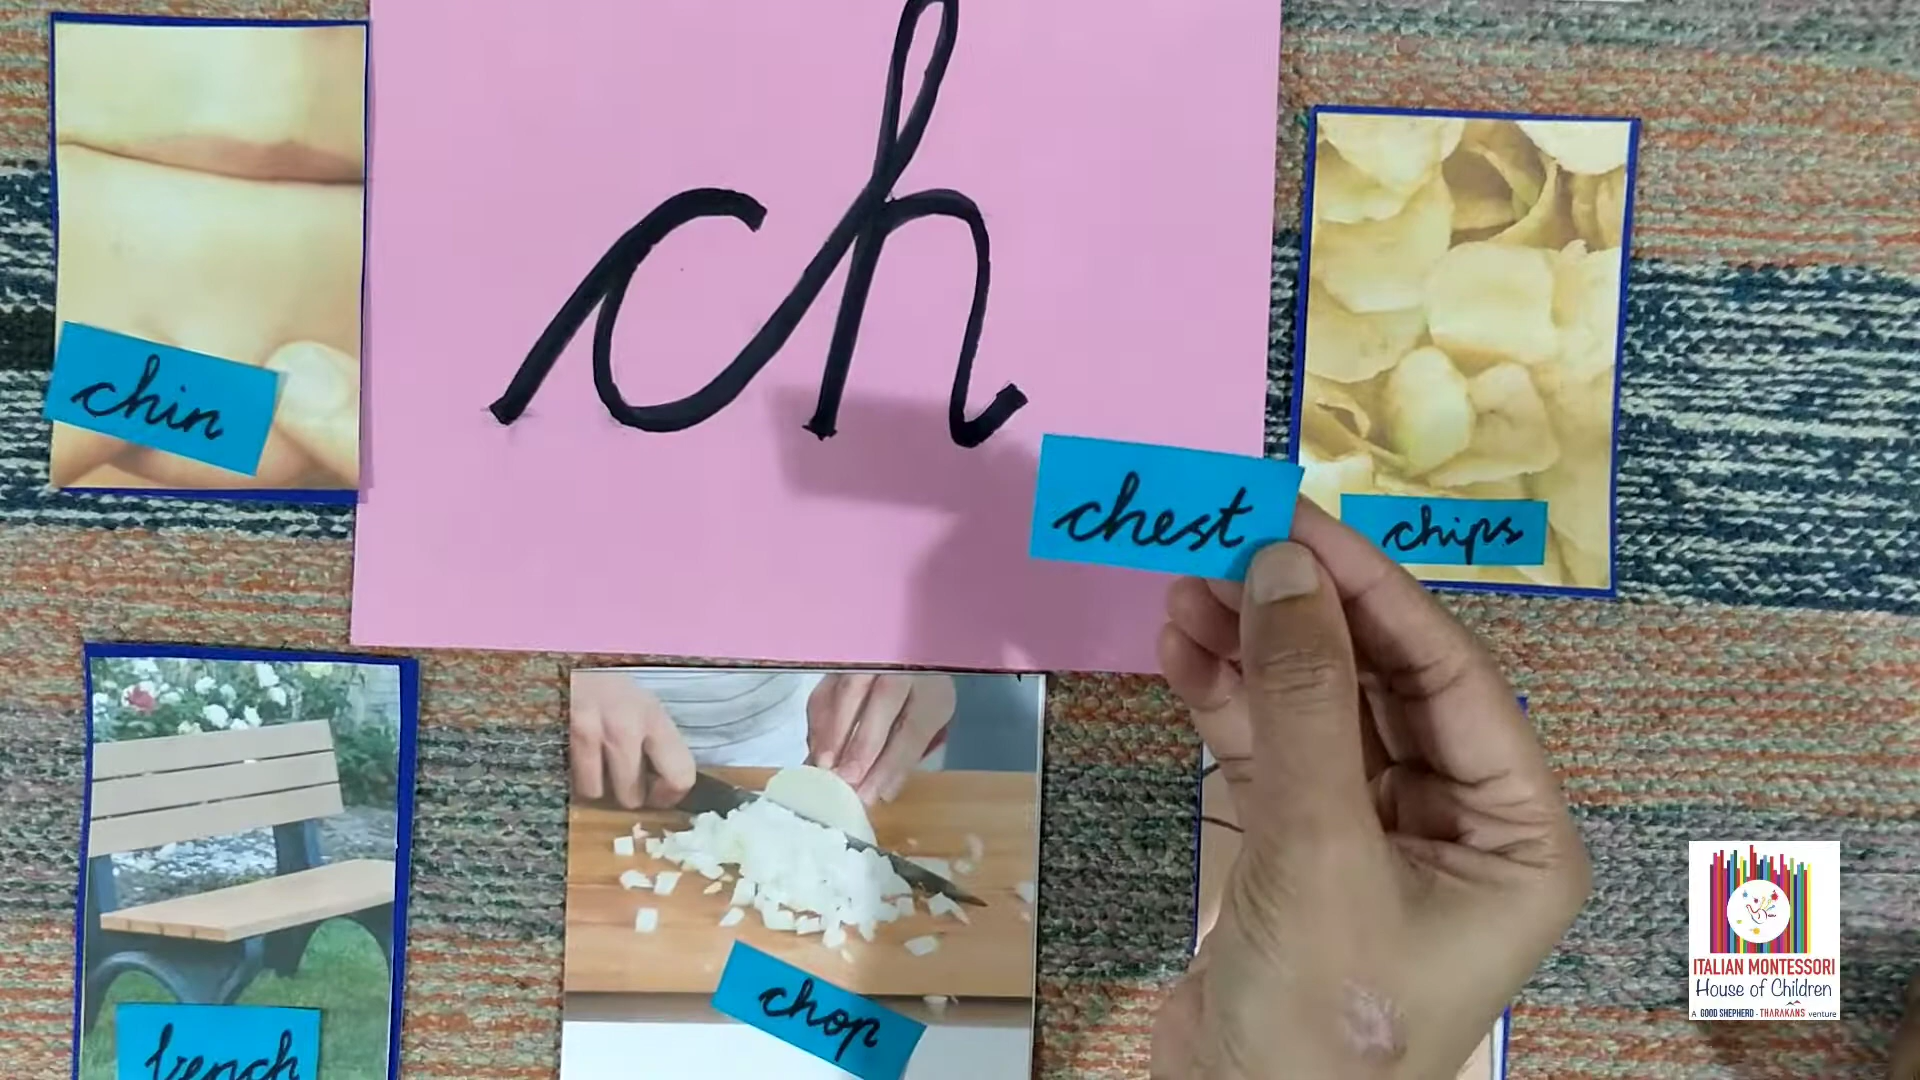 ch
chin
chest
chips
bench
chop
ITALIAN MONTESSORI
House of Children
A GOOD SHEPHERD - THARAKANS venture